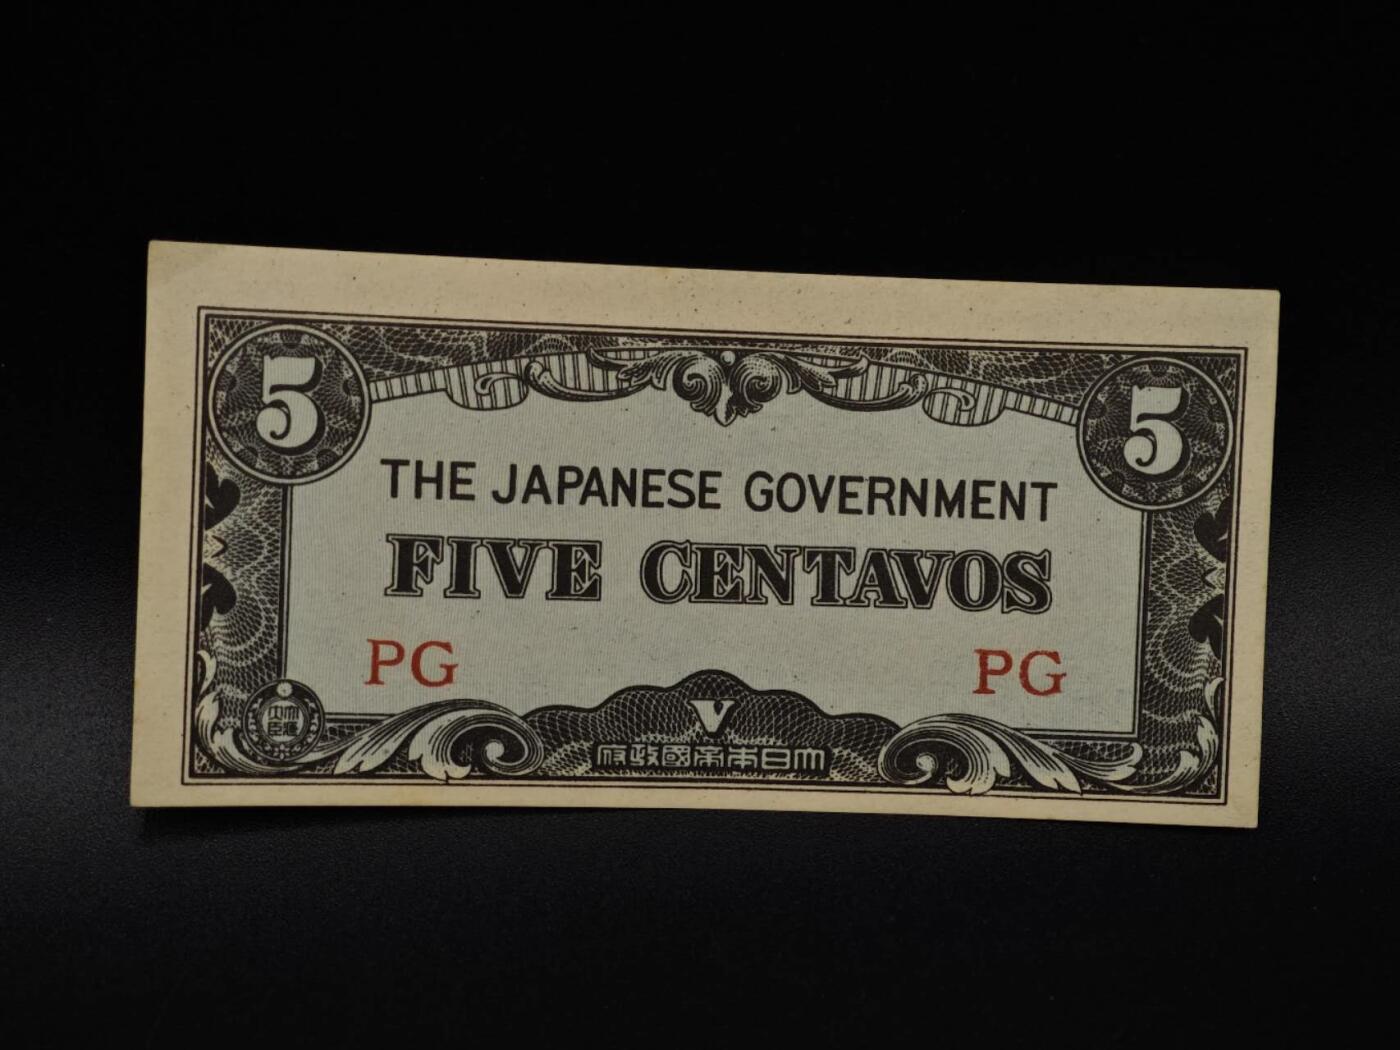 5 5
THE JAPANESE GOVERNMENT
FIVE CENTAVOS
PG PG
V
府政國帝本日大